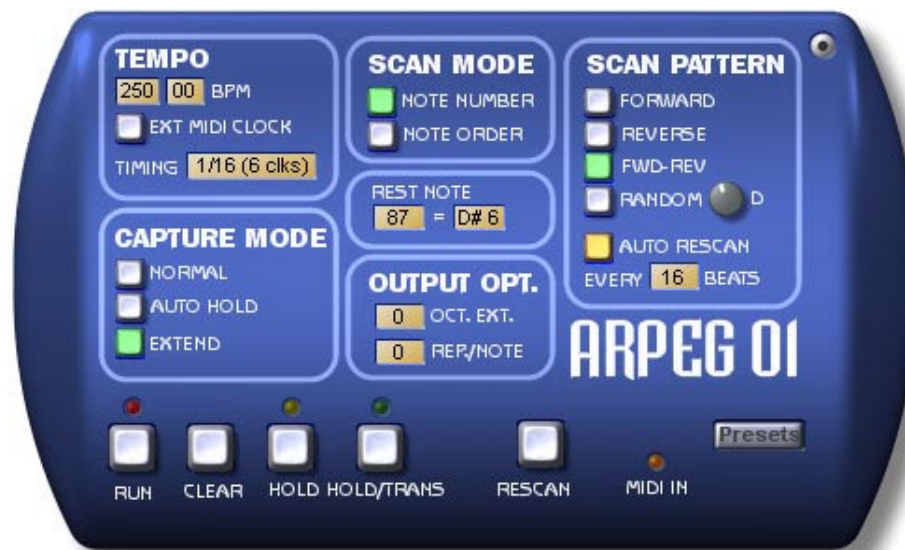 TEMPO
250 00 BPM
EXT MIDI CLOCK
TIMING 1/16 (6 clks)
CAPTURE MODE
NORMAL
AUTO HOLD
EXTEND
SCAN MODE
NOTE NUMBER
NOTE ORDER
REST NOTE
87 = D# 6
OUTPUT OPT.
0 OCT. EXT.
0 REP./NOTE
SCAN PATTERN
FORWARD
REVERSE
FWD-REV
RANDOM D
AUTO RESCAN
EVERY 16 BEATS
ARPEG 01
Presets
RUN CLEAR HOLD HOLD/TRANS RESCAN MIDI IN